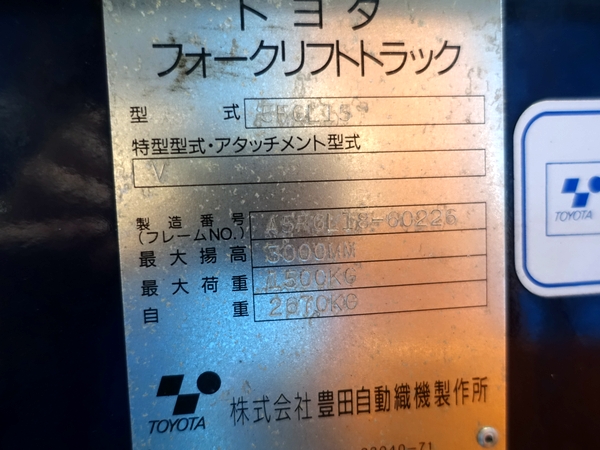 トヨタ
フォークリフトトラック
型 式
特型型式・アタッチメント型式
V
製造番号
(フレームNO.)
最大揚高 3000MM
最大荷重 1500KG
自 重 2670KG
TOYOTA 株式会社豊田自動織機製作所
TOYOTA